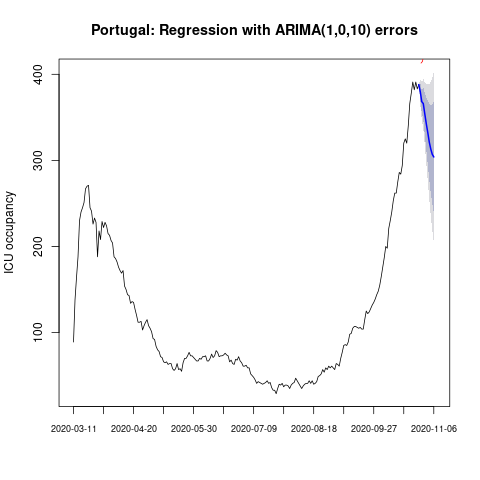 Portugal: Regression with ARIMA(1,0,10) errors
ICU occupancy
400
300
200
100
2020-03-11 2020-04-20 2020-05-30 2020-07-09 2020-08-18 2020-09-27 2020-11-06